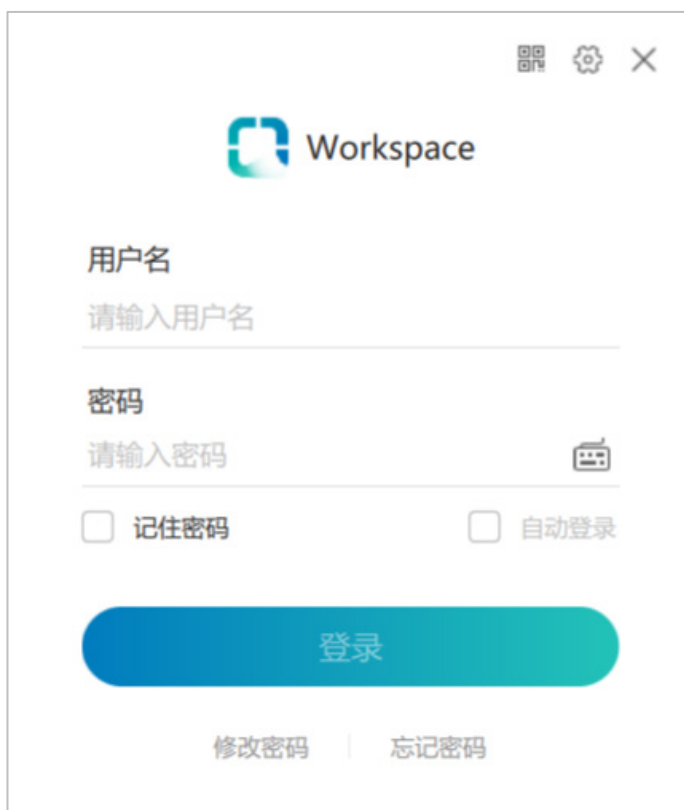 Workspace
用户名
请输入用户名
密码
请输入密码
记住密码 自动登录
登录
修改密码 忘记密码